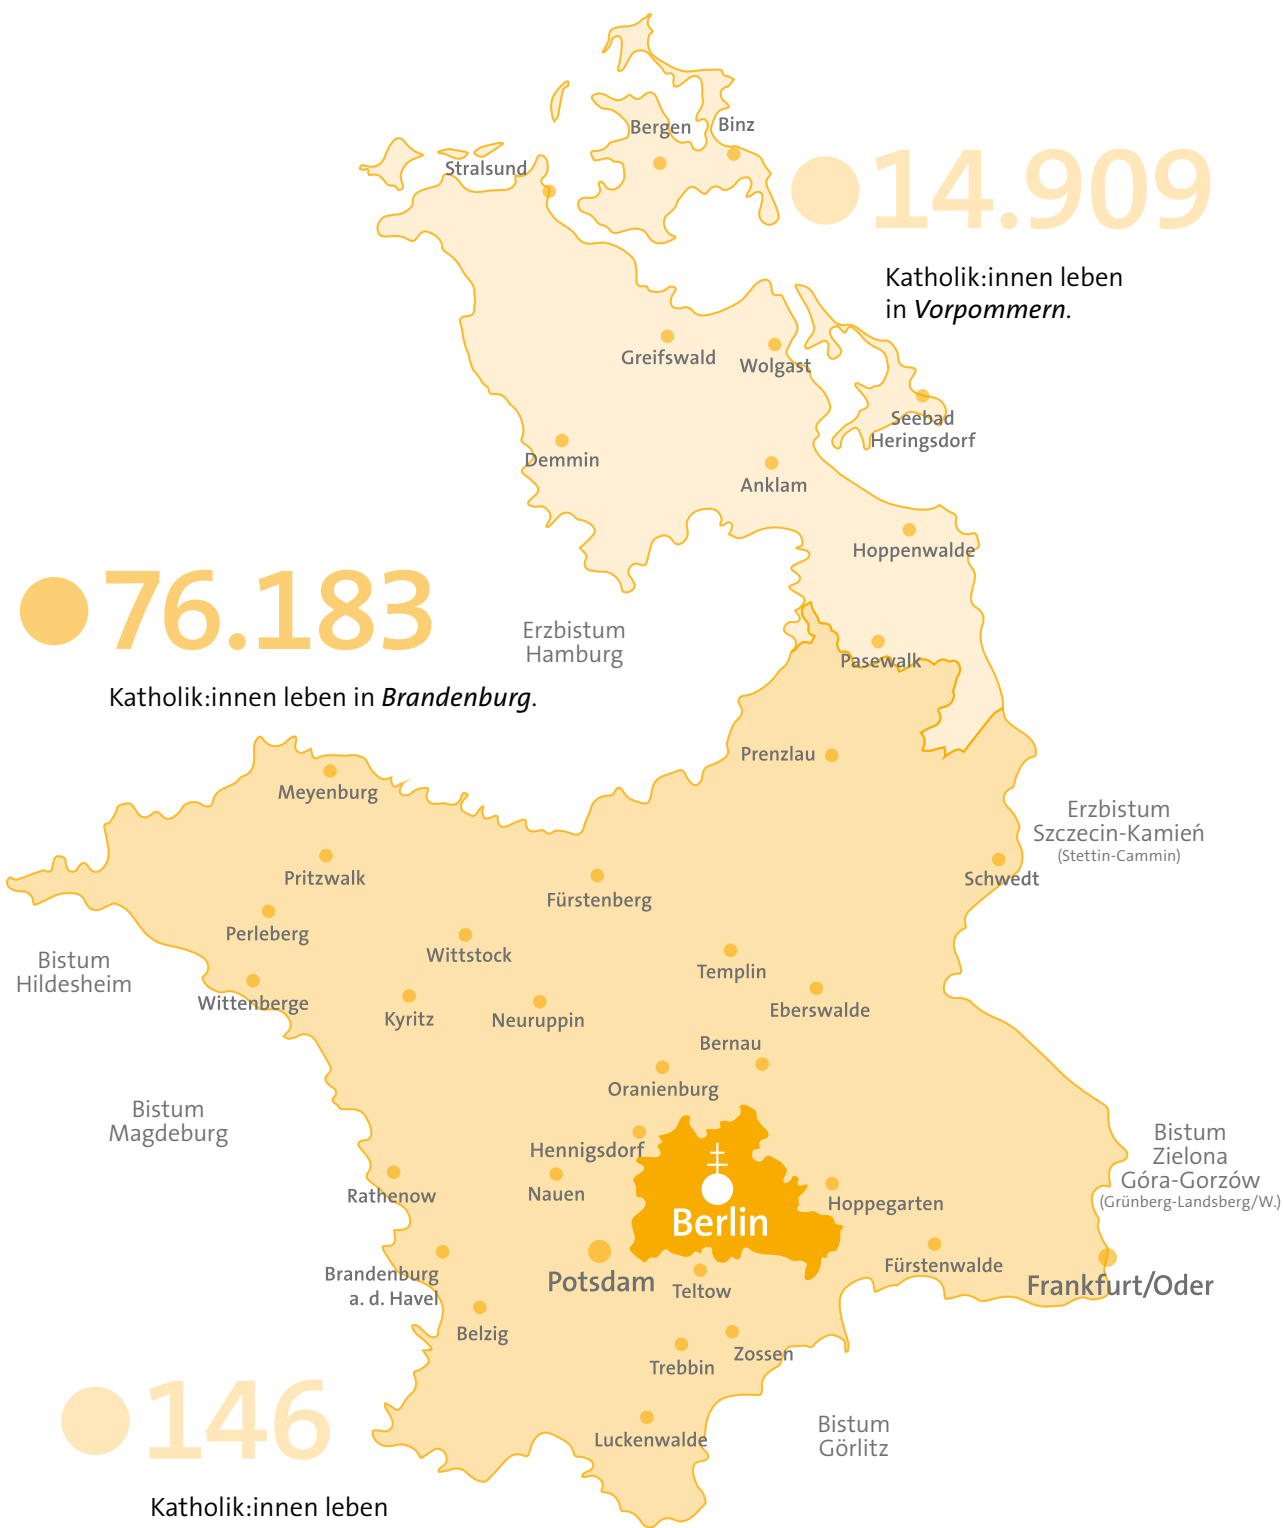 Bergen
Binz
Stralsund
14.909
Katholik:innen leben
in Vorpommern.
Greifswald
Wolgast
Seebad
Heringsdorf
Demmin
Anklam
Hoppenwalde
76.183
Katholik:innen leben in Brandenburg.
Erzbistum
Hamburg
Pasewalk
Prenzlau
Meyenburg
Erzbistum
Szczecin-Kamień
(Stettin-Cammin)
Pritzwalk
Fürstenberg
Schwedt
Perleberg
Wittstock
Bistum
Hildesheim
Templin
Wittenberge
Kyritz
Neuruppin
Eberswalde
Bernau
Oranienburg
Bistum
Magdeburg
Bistum
Zielona
Góra-Gorzów
(Grünberg-Landsberg/W.)
Hennigsdorf
Rathenow
Nauen
Hoppegarten
Berlin
Brandenburg
a. d. Havel
Potsdam
Teltow
Fürstenwalde
Frankfurt/Oder
Belzig
Trebbin
Zossen
146
Luckenwalde
Bistum
Görlitz
Katholik:innen leben